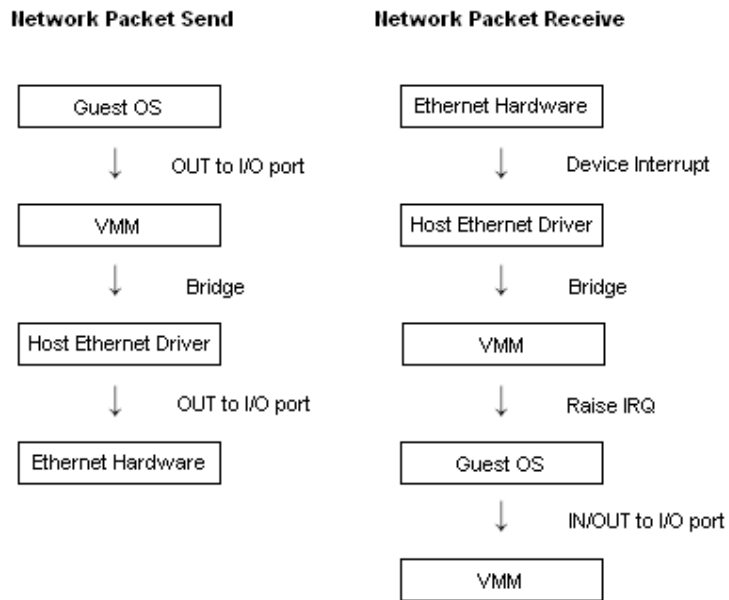 Network Packet Send
Guest OS
OUT to I/O port
VMM
Bridge
Host Ethernet Driver
OUT to I/O port
Ethernet Hardware
Network Packet Receive
Ethernet Hardware
Device Interrupt
Host Ethernet Driver
Bridge
VMM
Raise IRQ
Guest OS
IN/OUT to I/O port
VMM